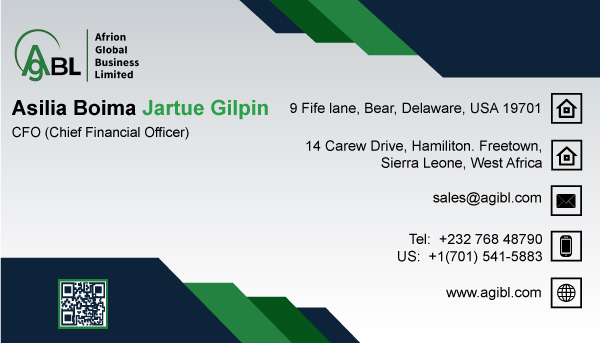 AgBL
Afrion
Global
Business
Limited
Asilia Boima Jartue Gilpin
CFO (Chief Financial Officer)
9 Fife lane, Bear, Delaware, USA 19701
14 Carew Drive, Hamiliton. Freetown,
Sierra Leone, West Africa
sales@agibl.com
Tel: +232 768 48790
US: +1(701) 541-5883
www.agibl.com